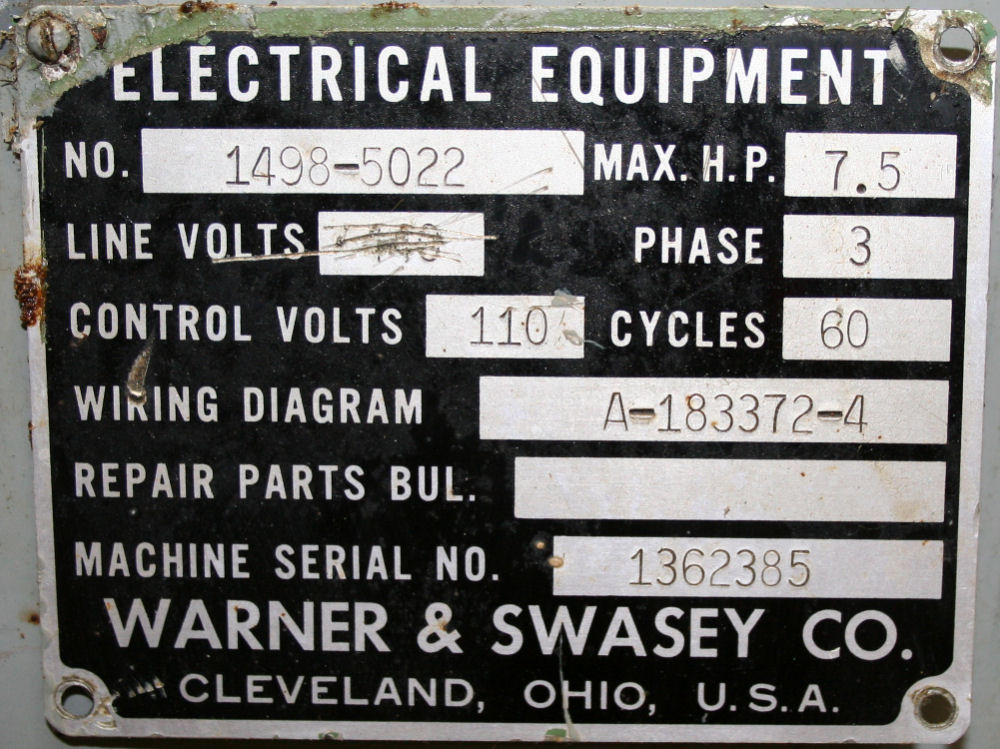 ELECTRICAL EQUIPMENT
NO. 1498-5022 MAX. H.P. 7.5
LINE VOLTS PHASE 3
CONTROL VOLTS 110 CYCLES 60
WIRING DIAGRAM A-183372-4
REPAIR PARTS BUL.
MACHINE SERIAL NO. 1362385
WARNER & SWASEY CO.
CLEVELAND, OHIO, U.S.A.